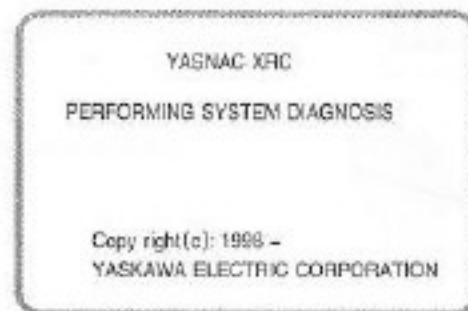 YASNAC XRC
PERFORMING SYSTEM DIAGNOSIS
Copy right(c): 1998 –
YASKAWA ELECTRIC CORPORATION